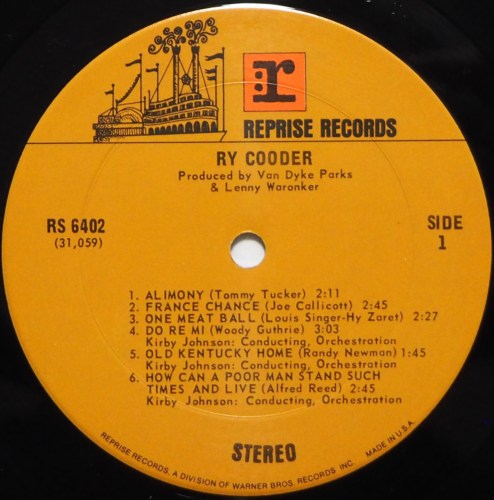 r
REPRISE RECORDS
RY COODER
Produced by Van Dyke Parks
& Lenny Waronker
RS 6402
(31,059)
SIDE
1
1. ALIMONY (Tommy Tucker) 2:11
2. FRANCE CHANCE (Joe Callicott) 2:45
3. ONE MEAT BALL (Louis Singer-Hy Zaret) 2:27
4. DO RE MI (Woody Guthrie) 3:03
Kirby Johnson: Conducting, Orchestration
5. OLD KENTUCKY HOME (Randy Newman) 1:45
6. HOW CAN A POOR MAN STAND SUCH
TIMES AND LIVE (Alfred Reed) 2:45
Kirby Johnson: Conducting, Orchestration
STEREO
REPRISE RECORDS, A DIVISION OF WARNER BROS. RECORDS INC. MADE IN U.S.A.